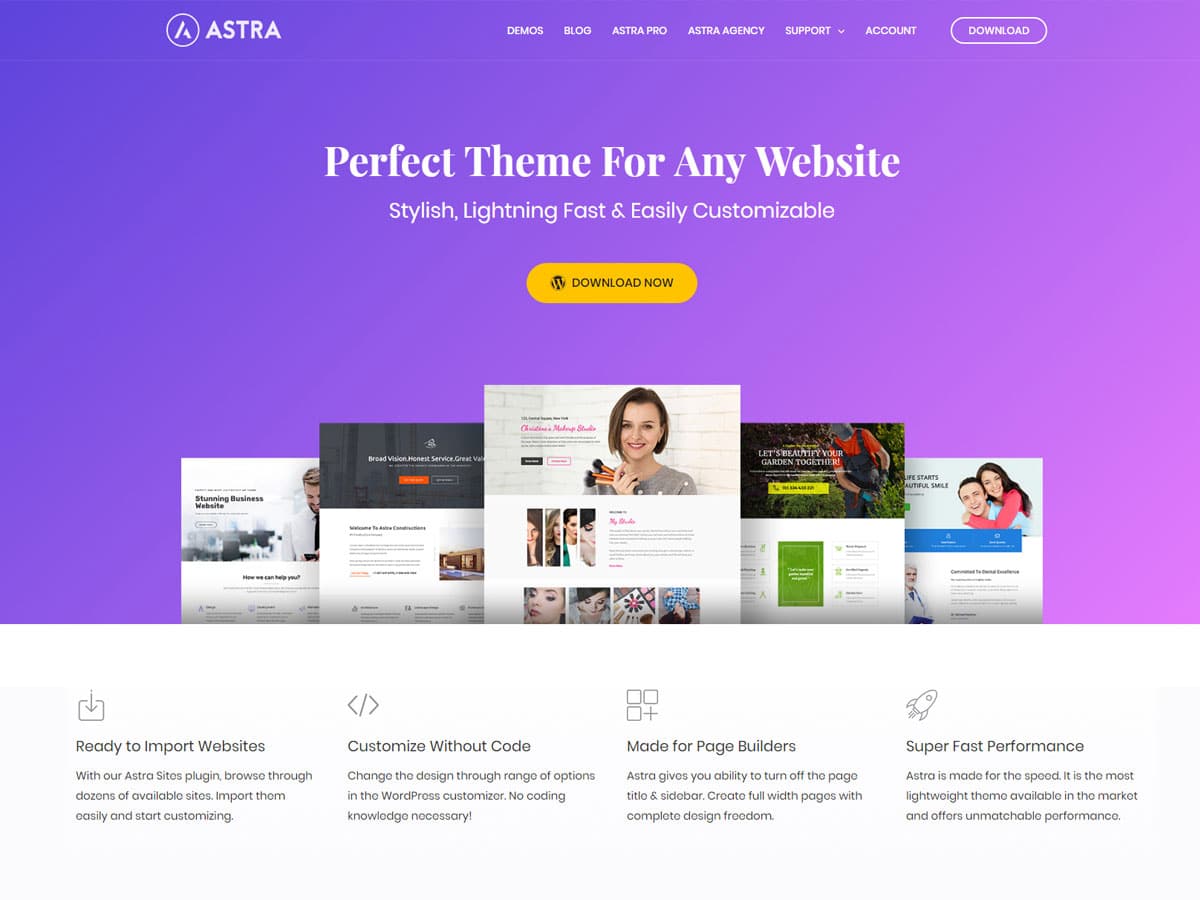 ASTRA
DEMOS
BLOG
ASTRA PRO
ASTRA AGENCY
SUPPORT
ACCOUNT
DOWNLOAD
Perfect Theme For Any Website
Stylish, Lightning Fast & Easily Customizable
DOWNLOAD NOW
Stunning Business
Website
How we can help you?
Broad Vision.Honest Service.Great Val
Welcome To Astra Constructions
Christina's Makeup Studio
My Studio
LET'S BEAUTIFY YOUR
GARDEN TOGETHER!
LIFE STARTS
AUTIFUL SMILE
Committed To Dental Excellence
Ready to Import Websites
With our Astra Sites plugin, browse through
dozens of available sites. Import them
easily and start customizing.
Customize Without Code
Change the design through range of options
in the WordPress customizer. No coding
knowledge necessary!
Made for Page Builders
Astra gives you ability to turn off the page
title & sidebar. Create full width pages with
complete design freedom.
Super Fast Performance
Astra is made for the speed. It is the most
lightweight theme available in the market
and offers unmatchable performance.